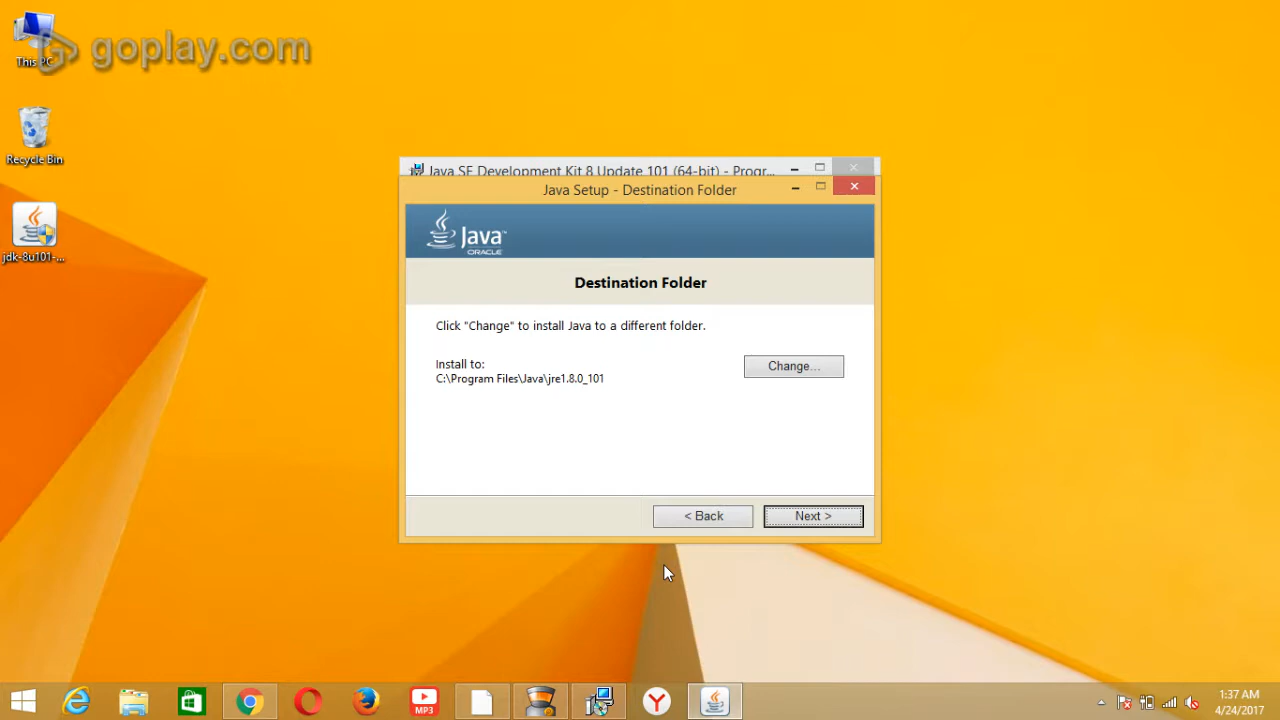 goplay.com
This PC
Recycle Bin
jdk-8u101-...
Java SE Development Kit 8 Update 101 (64-bit) - Progr...
Java Setup - Destination Folder
Java™
ORACLE
Destination Folder
Click "Change" to install Java to a different folder.
Install to:
C:\Program Files\Java\jre1.8.0_101
Change...
< Back
Next >
MP3
1:37 AM
4/24/2017